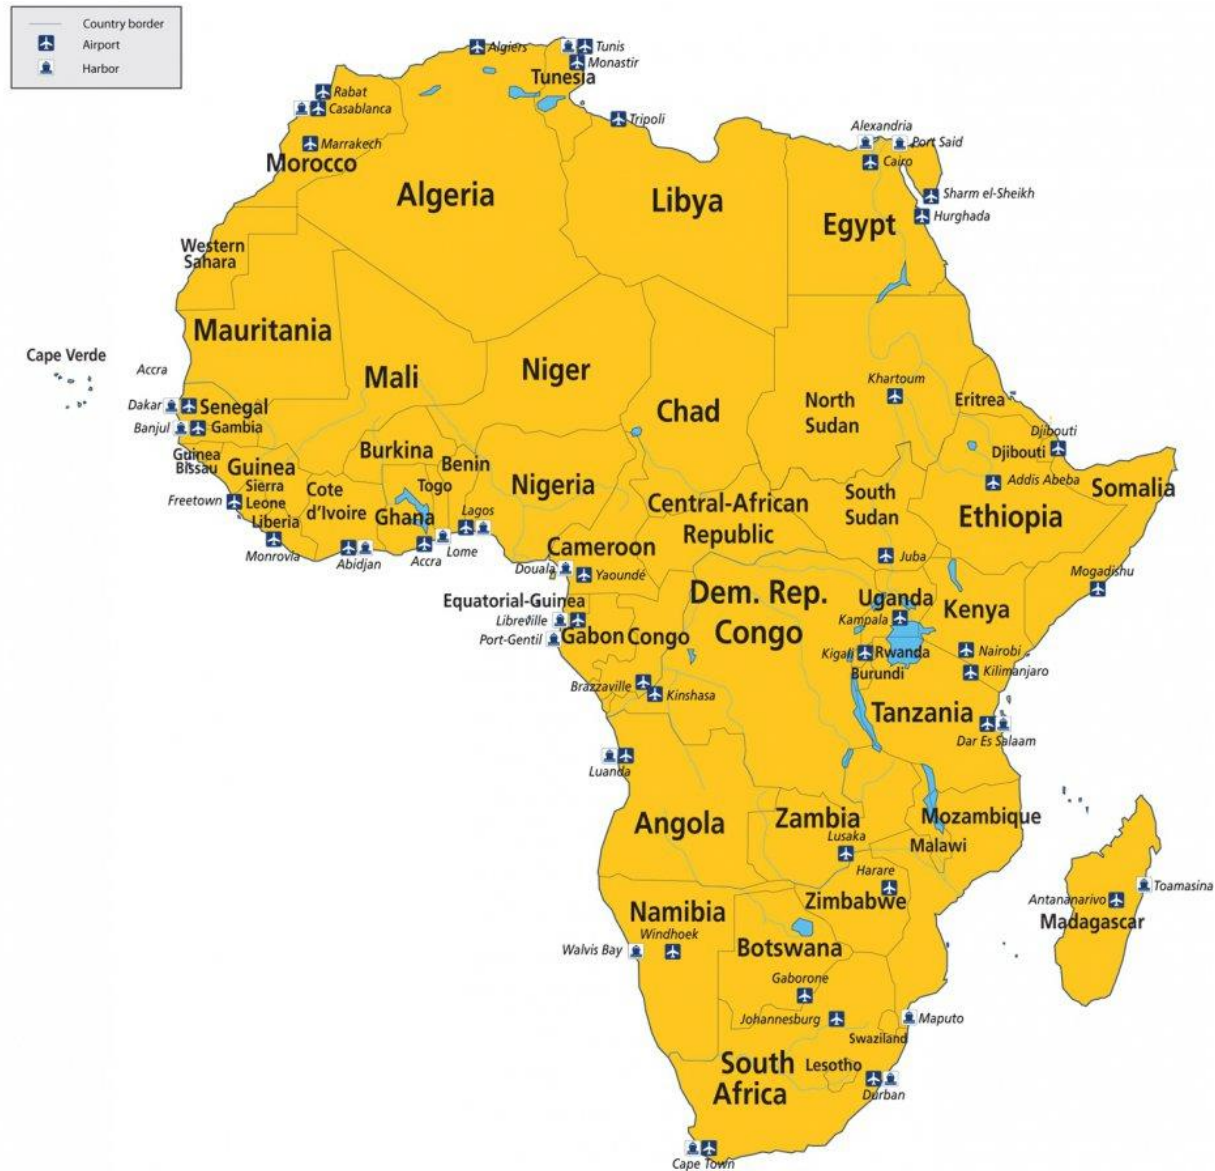 Country border
Airport
Harbor
Algiers
Tunis
Monastir
Tunesia
Rabat
Casablanca
Marrakech
Morocco
Tripoli
Alexandria
Port Said
Cairo
Sharm el-Sheikh
Hurghada
Algeria
Libya
Egypt
Western
Sahara
Mauritania
Cape Verde
Accra
Mali
Niger
Chad
Khartoum
North
Sudan
Eritrea
Dakar
Senegal
Banjul
Gambia
Djibouti
Djibouti
Guinea
Bissau
Guinea
Burkina
Benin
Togo
Nigeria
Addis Abeba
Somalia
Sierra
Leone
Freetown
Cote
d'Ivoire
Ghana
Lagos
Liberia
Monrovia
Abidjan
Accra
Lome
Central-African
Republic
South
Sudan
Ethiopia
Juba
Cameroon
Douala
Yaoundé
Mogadishu
Equatorial-Guinea
Libreville
Port-Gentil
Gabon
Congo
Dem. Rep.
Congo
Uganda
Kampala
Kenya
Kigali
Rwanda
Burundi
Nairobi
Kilimanjaro
Brazzaville
Kinshasa
Tanzania
Dar Es Salaam
Luanda
Angola
Zambia
Lusaka
Mozambique
Malawi
Harare
Zimbabwe
Toamasina
Antananarivo
Madagascar
Namibia
Windhoek
Walvis Bay
Botswana
Gaborone
Johannesburg
Maputo
Swaziland
South
Africa
Lesotho
Durban
Cape Town